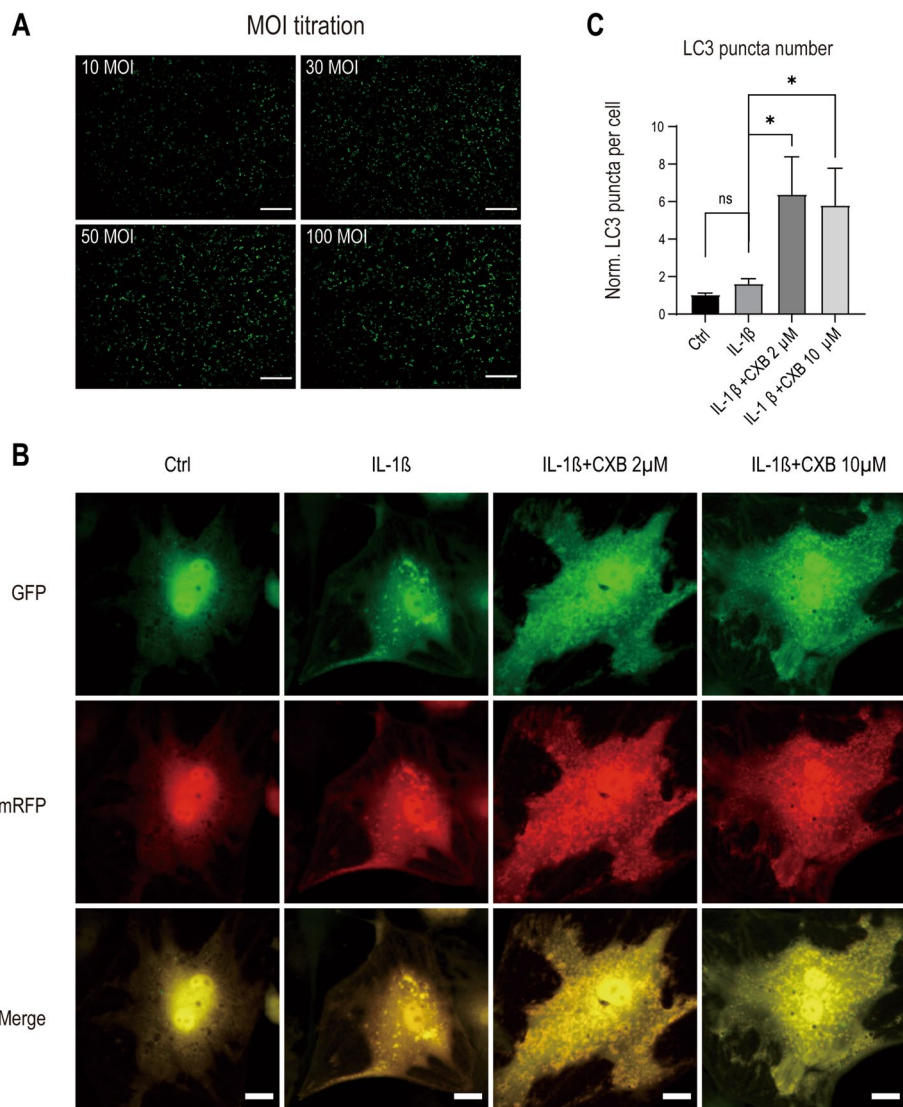 A
MOI titration
10 MOI
30 MOI
50 MOI
100 MOI
C
LC3 puncta number
Norm. LC3 puncta per cell
10
8
6
4
2
0
ns
*
*
Ctrl
IL-1β
IL-1β+CXB 2 µM
IL-1 β +CXB 10 µM
B
Ctrl
IL-1ß
IL-1ß+CXB 2µM
IL-1ß+CXB 10µM
GFP
mRFP
Merge